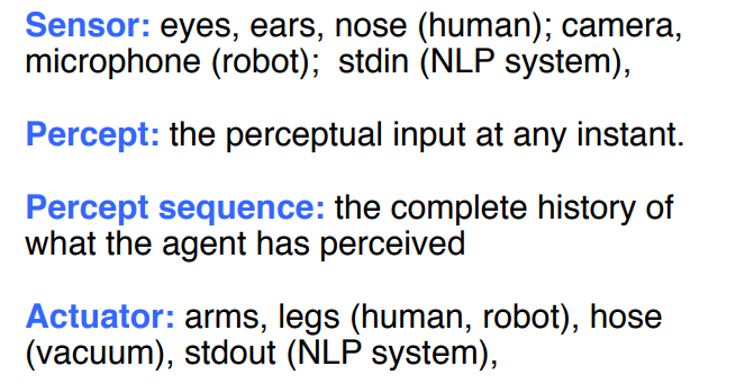 Sensor: eyes, ears, nose (human); camera,
microphone (robot);  stdin (NLP system),
Percept: the perceptual input at any instant.
Percept sequence: the complete history of
what the agent has perceived
Actuator: arms, legs (human, robot), hose
(vacuum), stdout (NLP system),